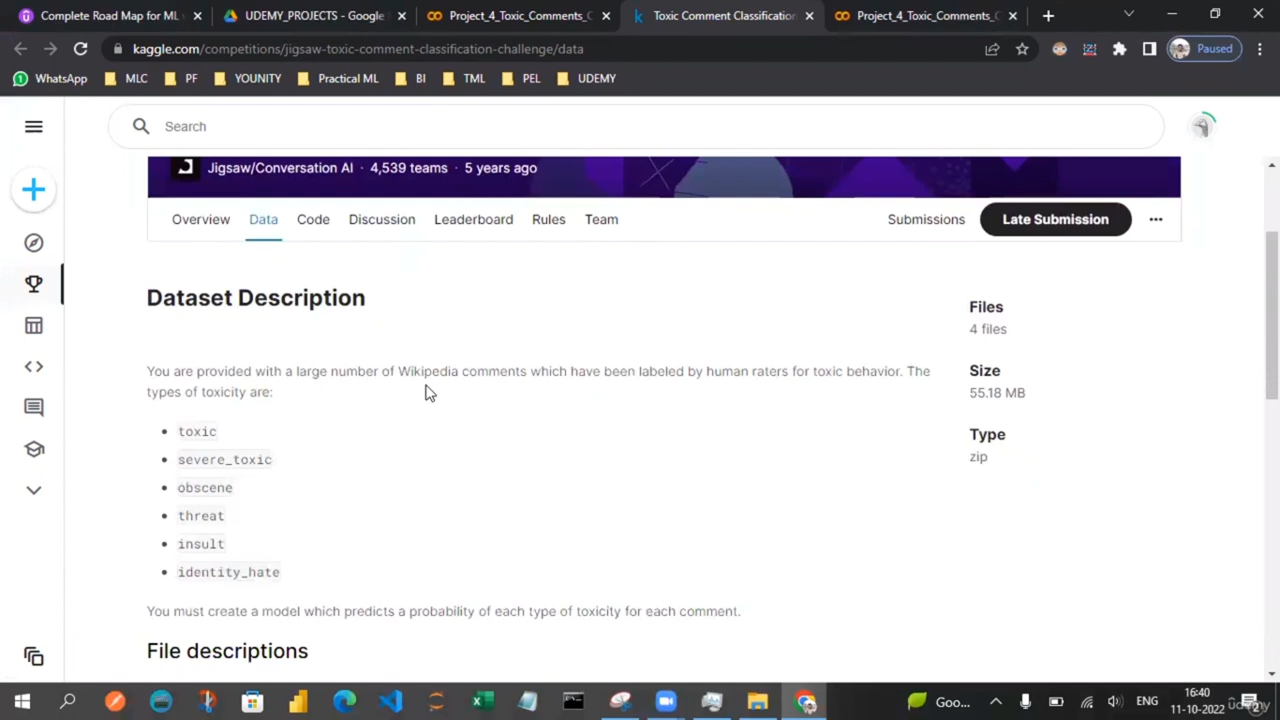 Complete Road Map for ML w
UDEMY_PROJECTS - Google
Project_4_Toxic_Comments_C
Toxic Comment Classification
Project_4_Toxic_Comments_C
kaggle.com/competitions/jigsaw-toxic-comment-classification-challenge/data
Paused
WhatsApp
MLC
PF
YOUNITY
Practical ML
BI
TML
PEL
UDEMY
Search
Jigsaw/Conversation AI · 4,539 teams · 5 years ago
Overview
Data
Code
Discussion
Leaderboard
Rules
Team
Submissions
Late Submission
Dataset Description
Files
4 files
You are provided with a large number of Wikipedia comments which have been labeled by human raters for toxic behavior. The
types of toxicity are:
Size
55.18 MB
toxic
severe_toxic
obscene
threat
insult
identity_hate
Type
zip
You must create a model which predicts a probability of each type of toxicity for each comment.
File descriptions
Goo...
ENG
16:40
11-10-2022
udemy